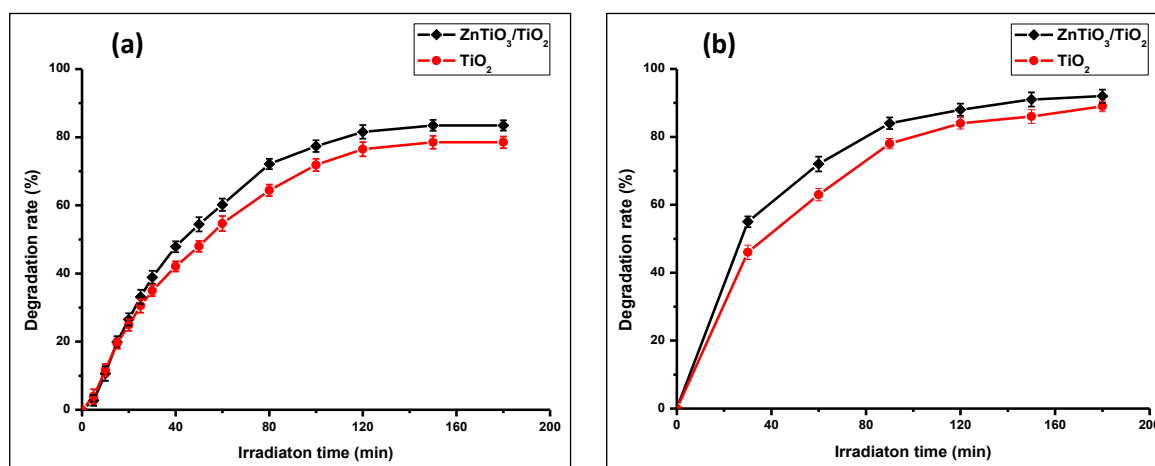 (a)
ZnTiO3/TiO2
TiO2
100
80
60
40
20
0
Degradation rate (%)
0 40 80 120 160 200
Irradiaton time (min)
(b)
ZnTiO3/TiO2
TiO2
100
80
60
40
20
0
Degradation rate (%)
0 40 80 120 160 200
Irradiaton time (min)